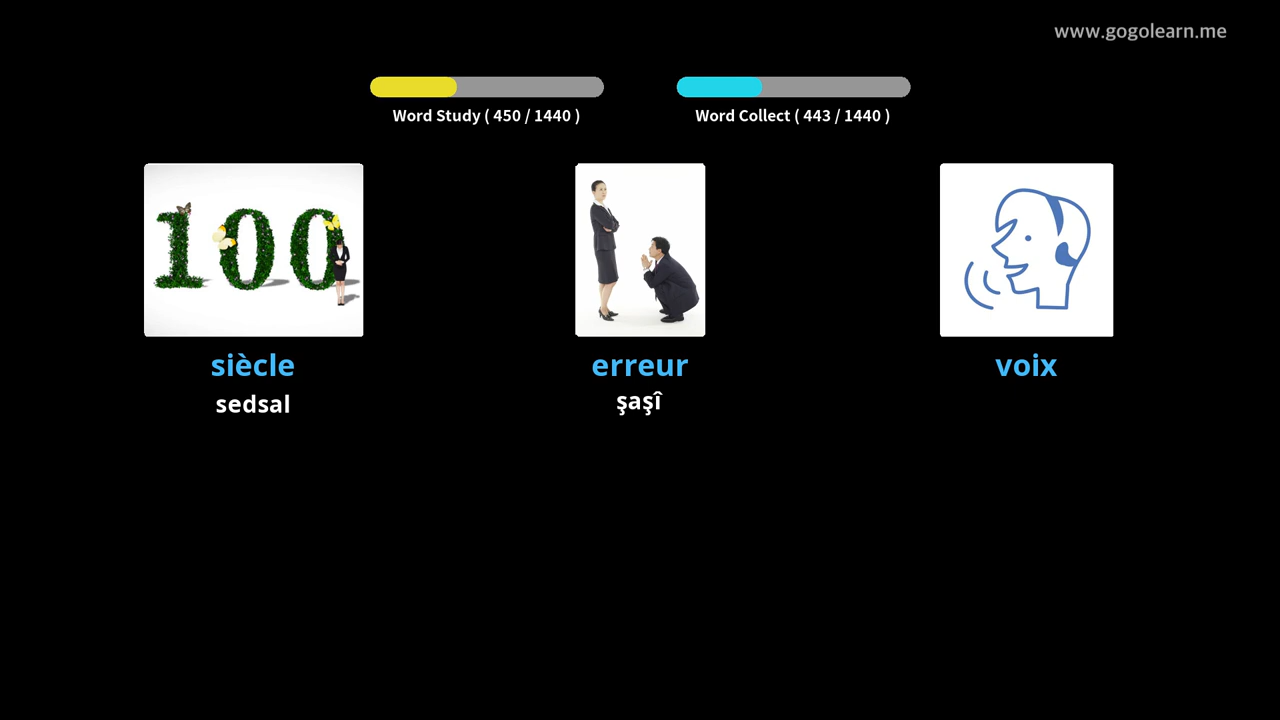 www.gogolearn.me
Word Study ( 450 / 1440 )
Word Collect ( 443 / 1440 )
100
siècle
erreur
voix
sedsal
şaşî